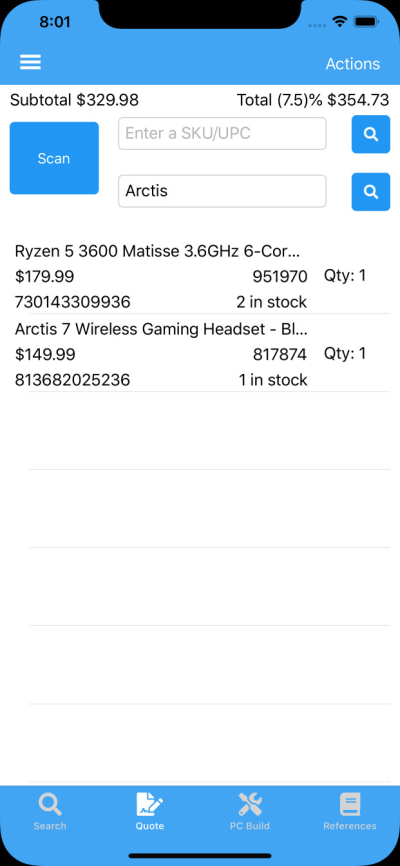 8:01
Actions
Subtotal $329.98 Total (7.5)% $354.73
Enter a SKU/UPC
Scan
Arctis
Ryzen 5 3600 Matisse 3.6GHz 6-Cor...
$179.99 951970 Qty: 1
730143309936 2 in stock
Arctis 7 Wireless Gaming Headset - Bl...
$149.99 817874 Qty: 1
813682025236 1 in stock
Search Quote PC Build References